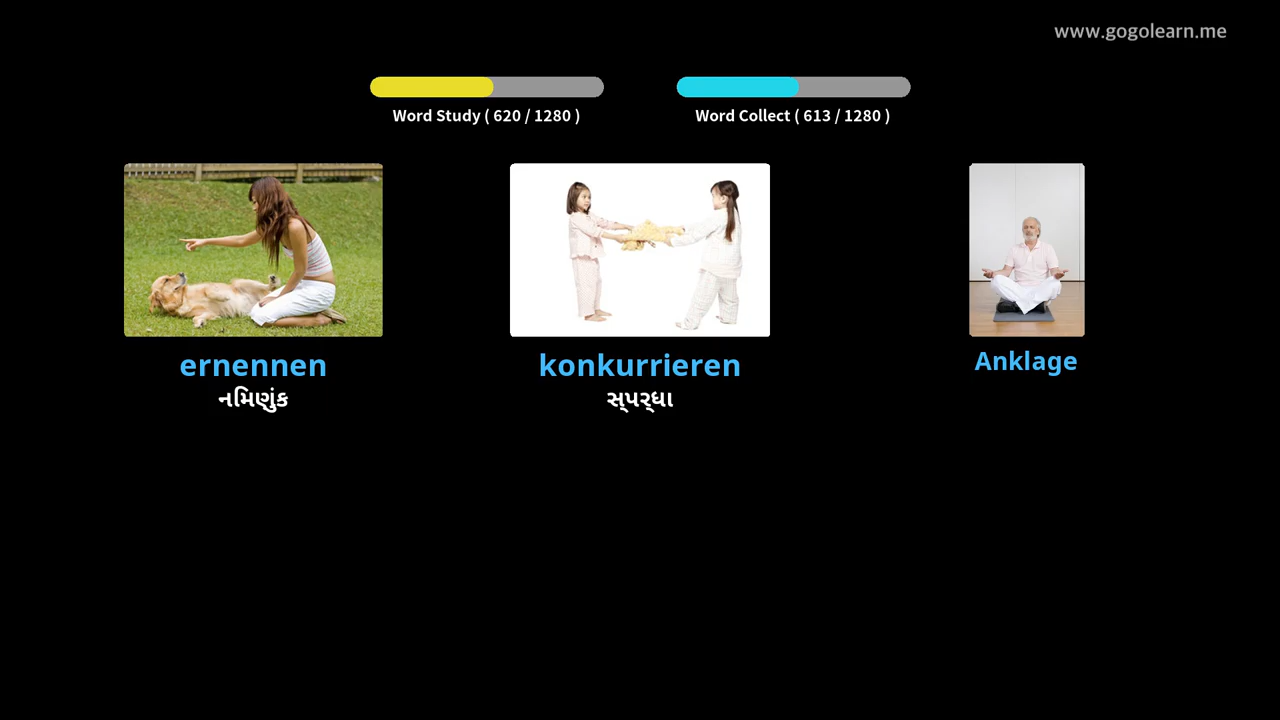 www.gogolearn.me
Word Study ( 620 / 1280 )
Word Collect ( 613 / 1280 )
ernennen
નમિણુંક
konkurrieren
સ્પર્ધા
Anklage